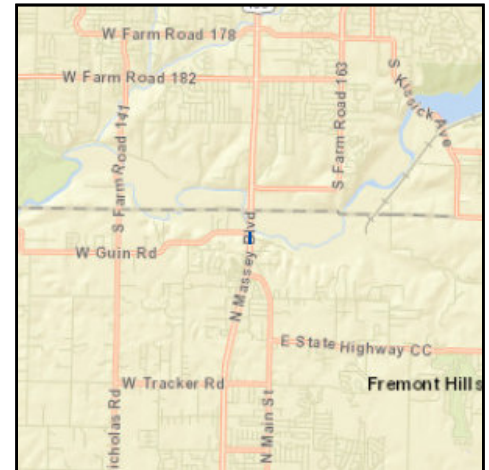 W Farm Road 178
W Farm Road 182
S Kissick Ave
S Farm Road 141
S Farm Road 163
W Guin Rd
N Massey Blvd
E State Highway CC
W Tracker Rd
Fremont Hills
icholas Rd
N Main St